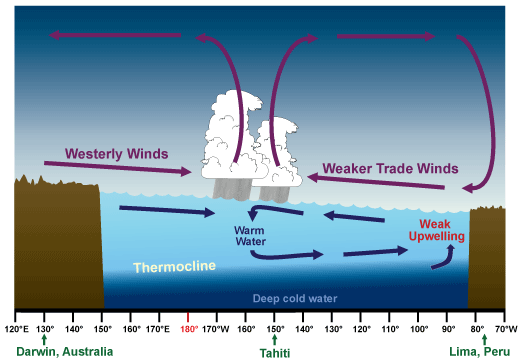 Westerly Winds
Weaker Trade Winds
Warm
Water
Weak
Upwelling
Thermocline
Deep cold water
120°E 130° 150° 160° 170°E 180° 170°W 160° 150° 140° 130° 120° 110° 100° 90° 80° 70°W
Darwin, Australia Tahiti Lima, Peru